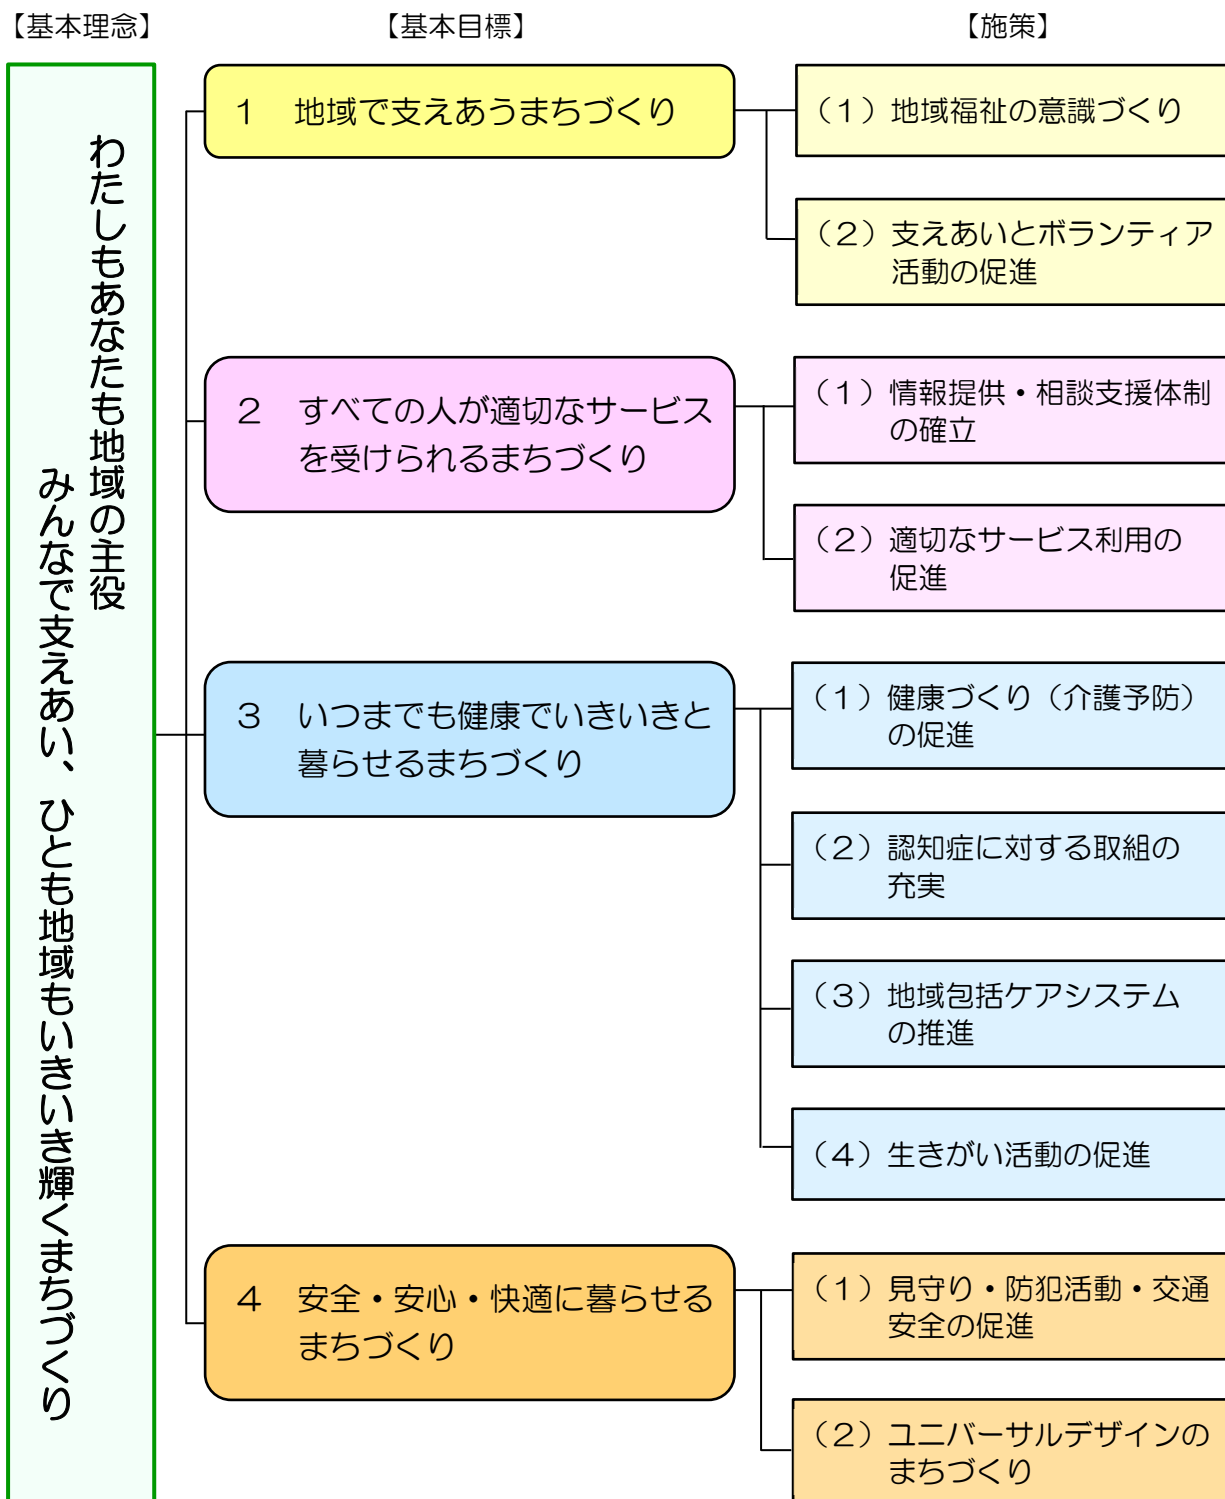 【基本理念】
【基本目標】
【施策】
わたしもあなたも地域の主役
みんなで支えあい、ひとも地域もいきいき輝くまちづくり
1 地域で支えあうまちづくり
（1）地域福祉の意識づくり
（2）支えあいとボランティア
活動の促進
2 すべての人が適切なサービス
を受けられるまちづくり
（1）情報提供・相談支援体制
の確立
（2）適切なサービス利用の
促進
3 いつまでも健康でいきいきと
暮らせるまちづくり
（1）健康づくり（介護予防）
の促進
（2）認知症に対する取組の
充実
（3）地域包括ケアシステム
の推進
（4）生きがい活動の促進
4 安全・安心・快適に暮らせる
まちづくり
（1）見守り・防犯活動・交通
安全の促進
（2）ユニバーサルデザインの
まちづくり